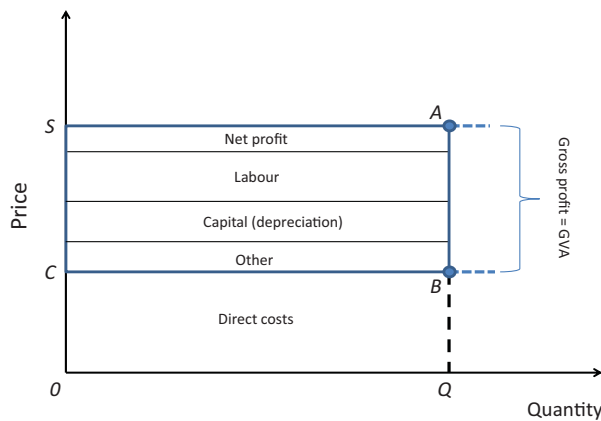 A
S
Net profit
Labour
Gross profit = GVA
Price
Capital (depreciation)
Other
C
B
Direct costs
0
Q
Quantity